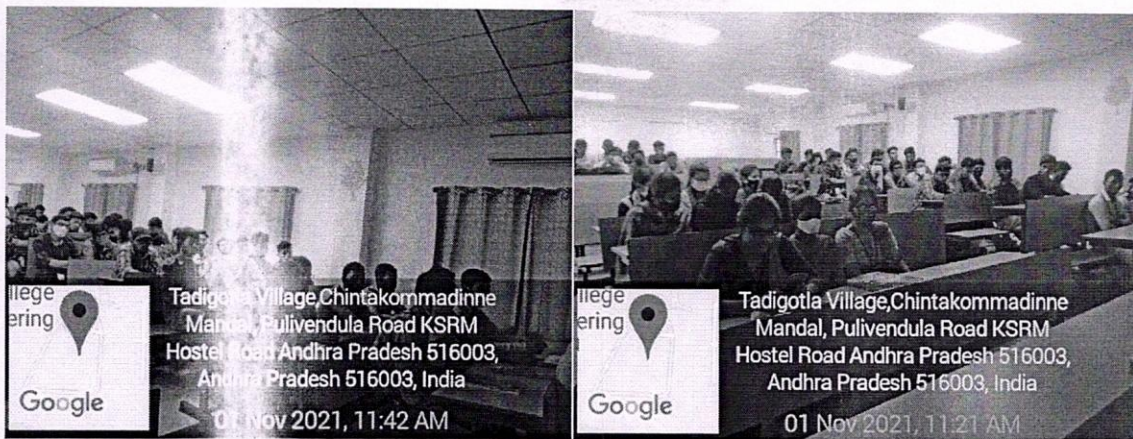 llege
ering
Google
Tadigotla Village,Chintakommadinne
Mandal, Pulivendula Road KSRM
Hostel Road Andhra Pradesh 516003,
Andhra Pradesh 516003, India
01 Nov 2021, 11:42 AM
llege
ering
Google
Tadigotla Village,Chintakommadinne
Mandal, Pulivendula Road KSRM
Hostel Road Andhra Pradesh 516003,
Andhra Pradesh 516003, India
01 Nov 2021, 11:21 AM